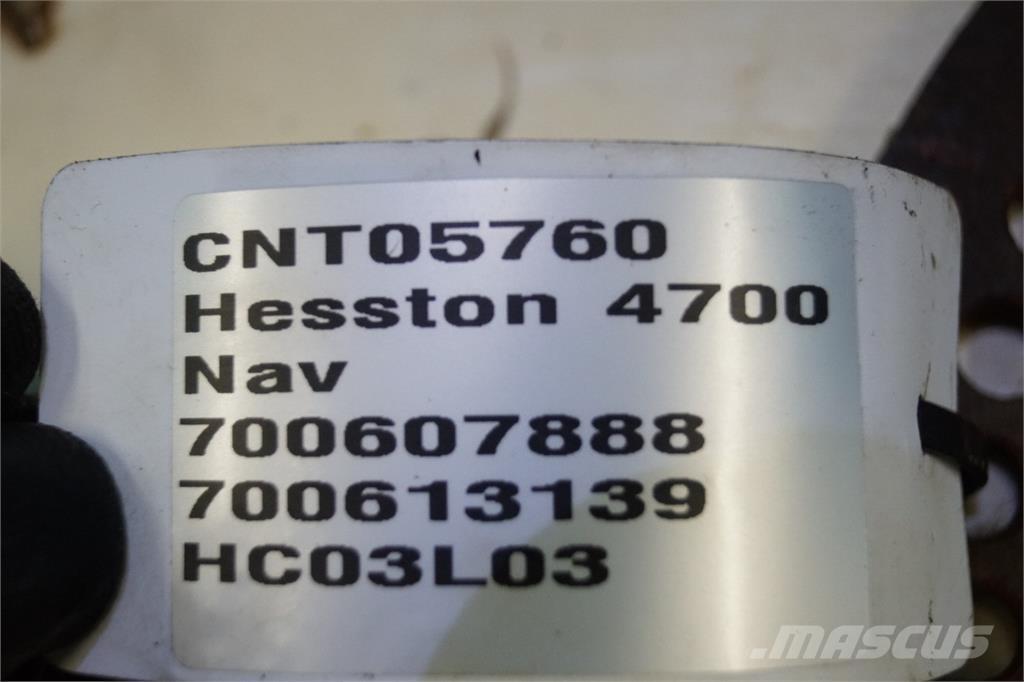 CNT05760
Hesston 4700
Nav
700607888
700613139
HC03L03
MASCUS